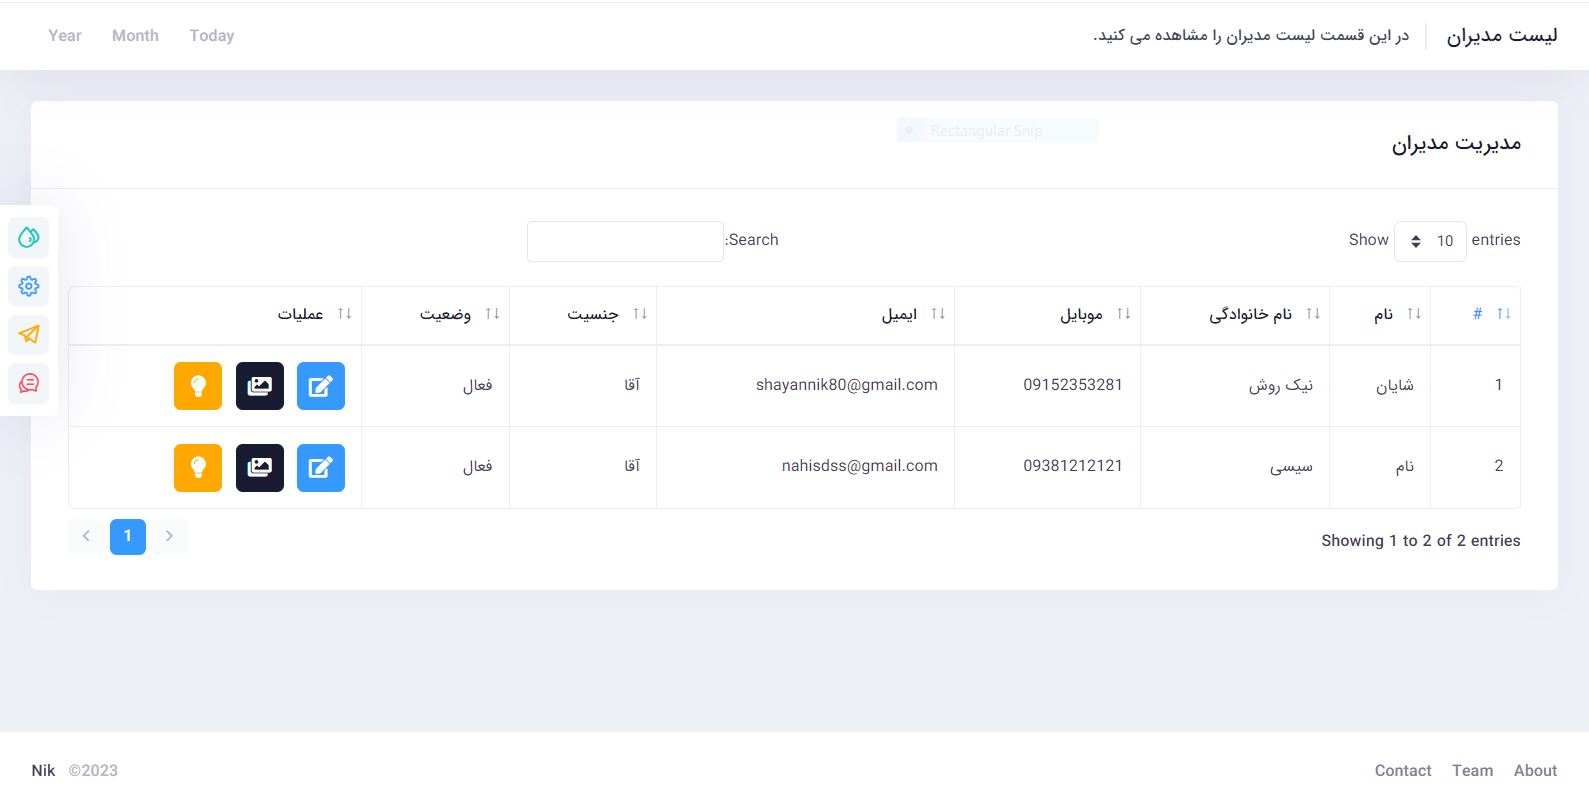 لیست مدیران
در این قسمت لیست مدیران را مشاهده می کنید.
Today
Month
Year
Rectangular Snip
مدیریت مدیران
Show 10 entries
Search:
# نام نام خانوادگی موبایل ایمیل جنسیت وضعیت عملیات
1 شایان نیک روش 09152353281 shayannik80@gmail.com آقا فعال
2 نام سیسی 09381212121 nahisdss@gmail.com آقا فعال
Showing 1 to 2 of 2 entries
1
Nik ©2023
Contact Team About